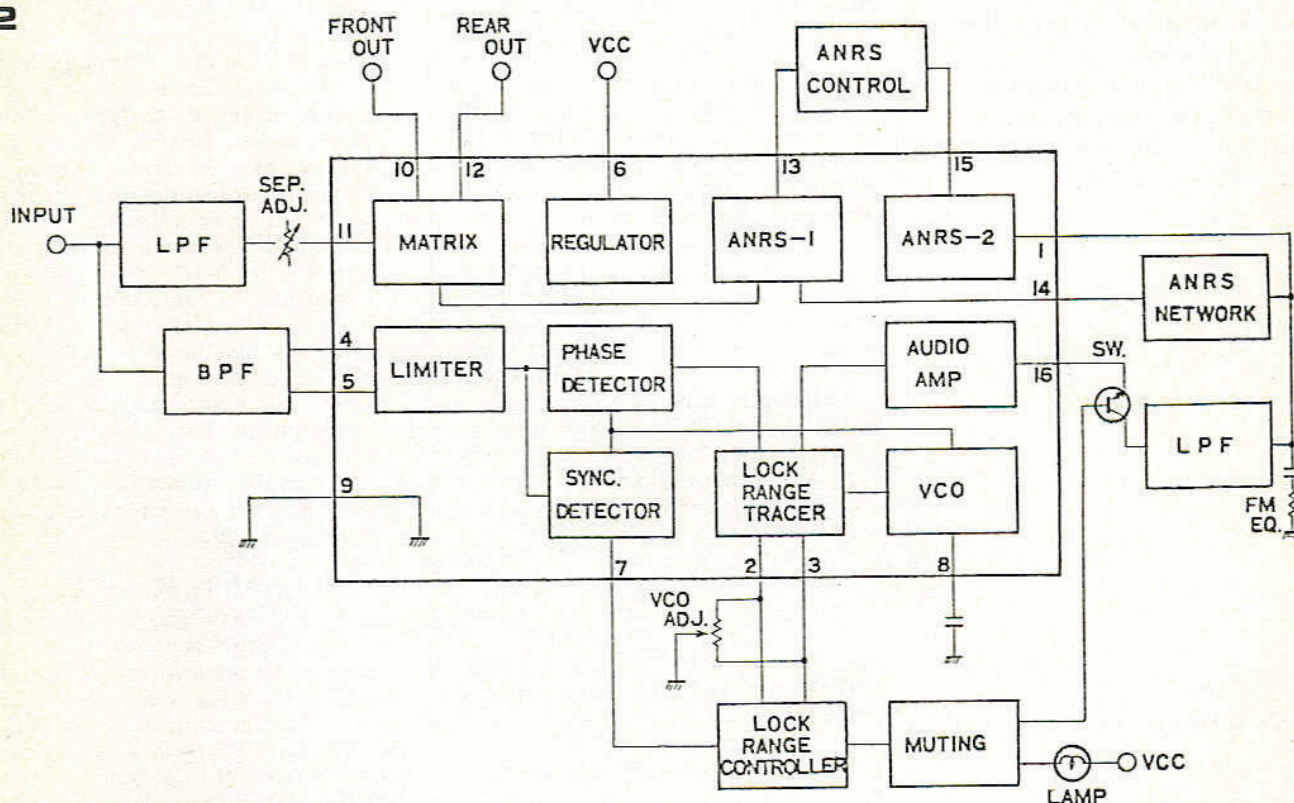 2
FRONT
OUT
REAR
OUT
VCC
ANRS
CONTROL
10
12
6
13
15
SEP.
ADJ.
INPUT
LPF
11
MATRIX
REGULATOR
ANRS-1
ANRS-2
1
14
ANRS
NETWORK
BPF
4
5
LIMITER
PHASE
DETECTOR
AUDIO
AMP
16
SW.
LPF
9
SYNC.
DETECTOR
LOCK
RANGE
TRACER
VCO
FM
EQ.
7
2
3
8
VCO
ADJ.
LOCK
RANGE
CONTROLLER
MUTING
VCC
LAMP